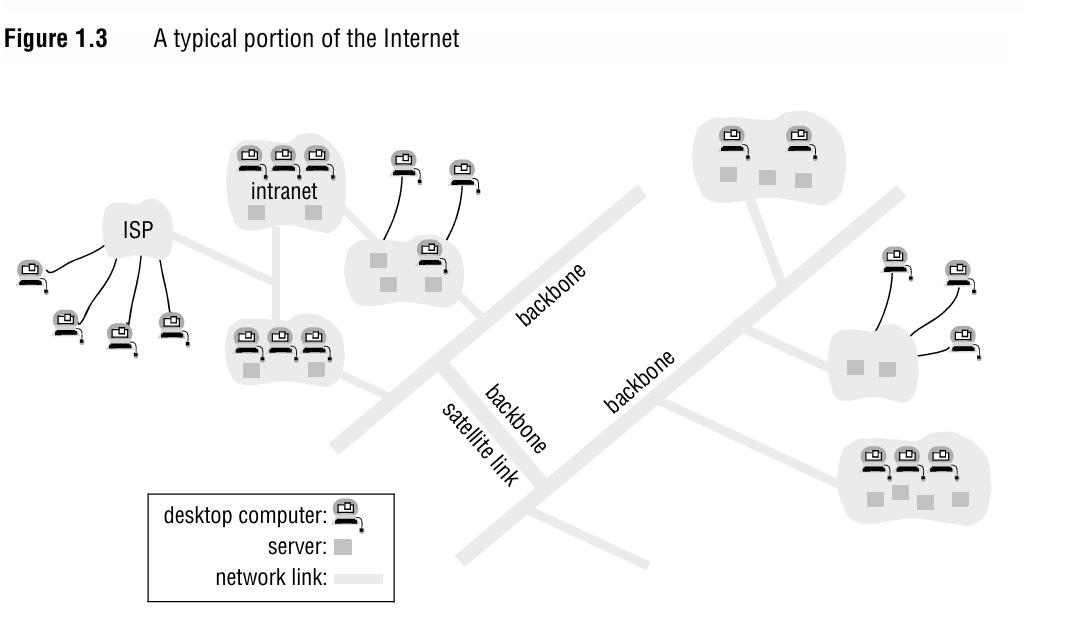 Figure 1.3 A typical portion of the Internet
intranet
ISP
backbone
backbone
backbone
satellite link
desktop computer:
server:
network link: